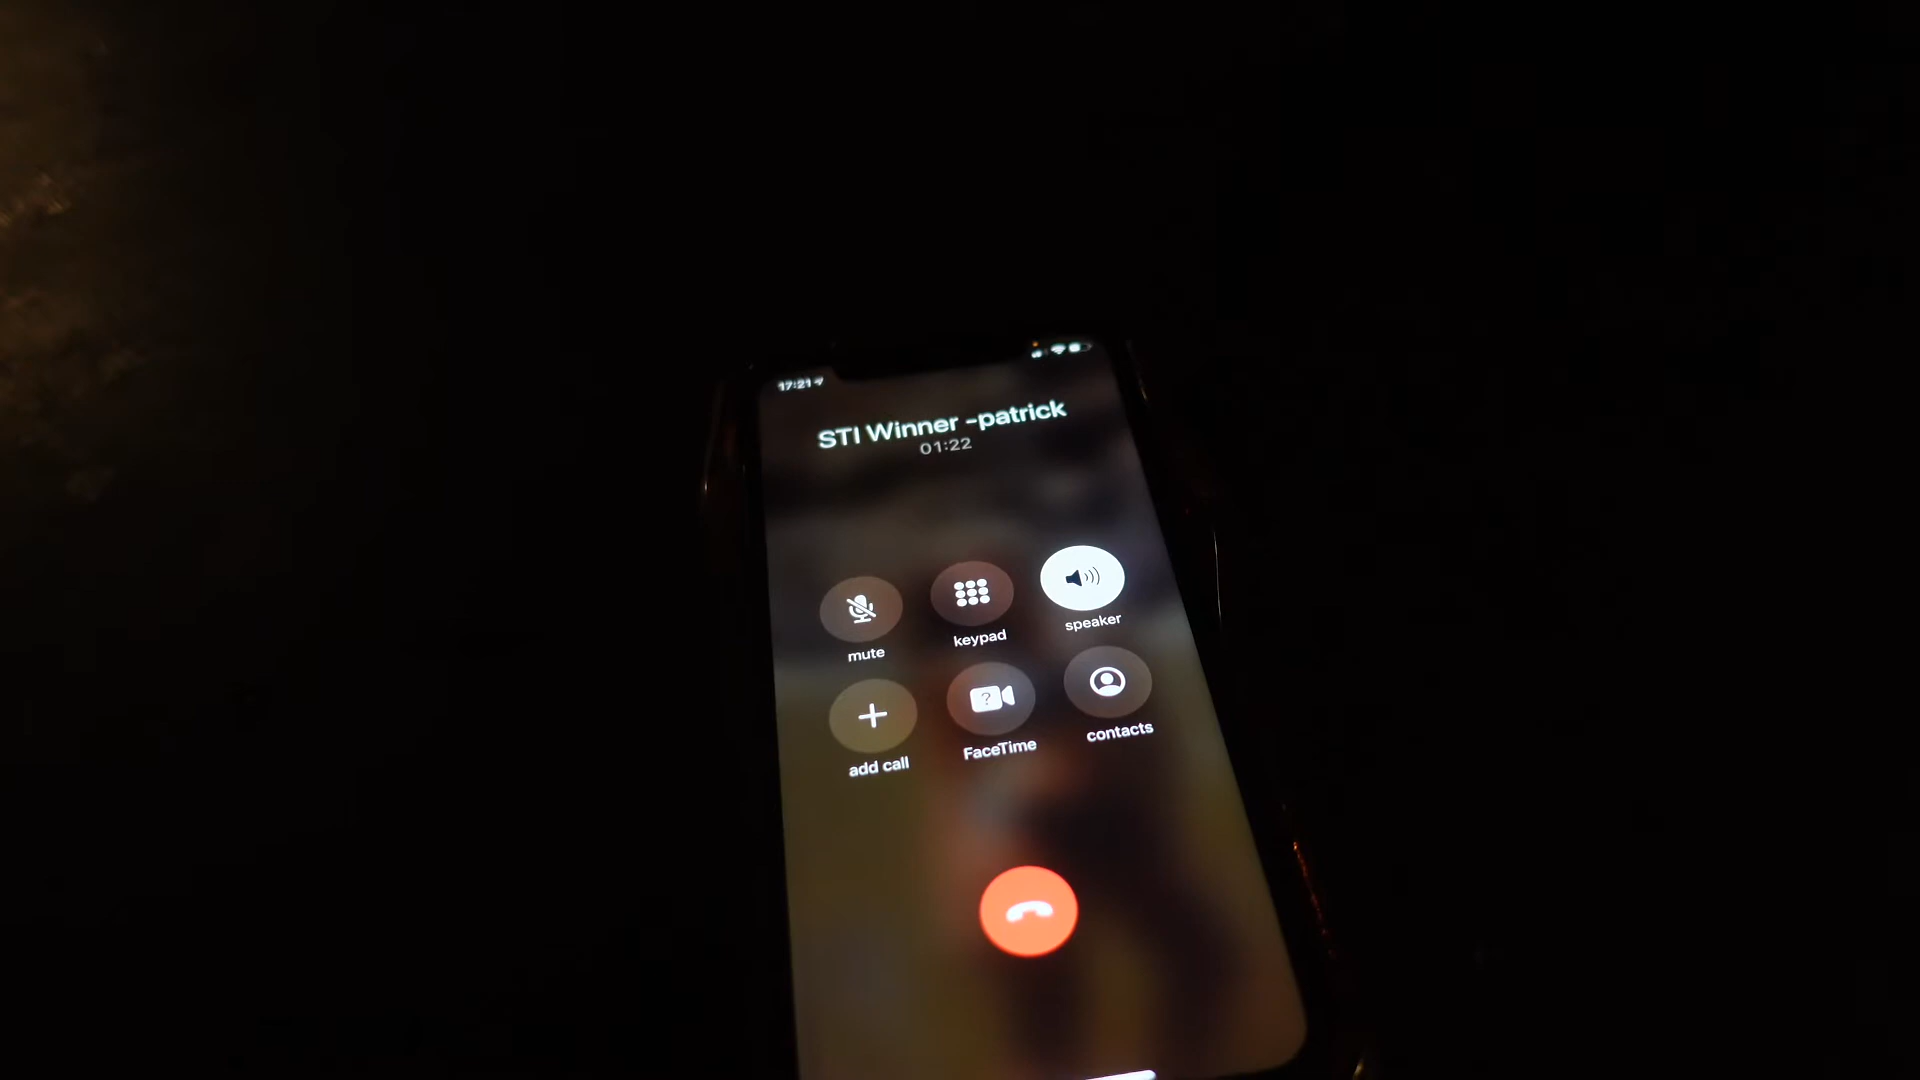 17:21
STI Winner -patrick
01:22
mute
keypad
speaker
add call
FaceTime
contacts